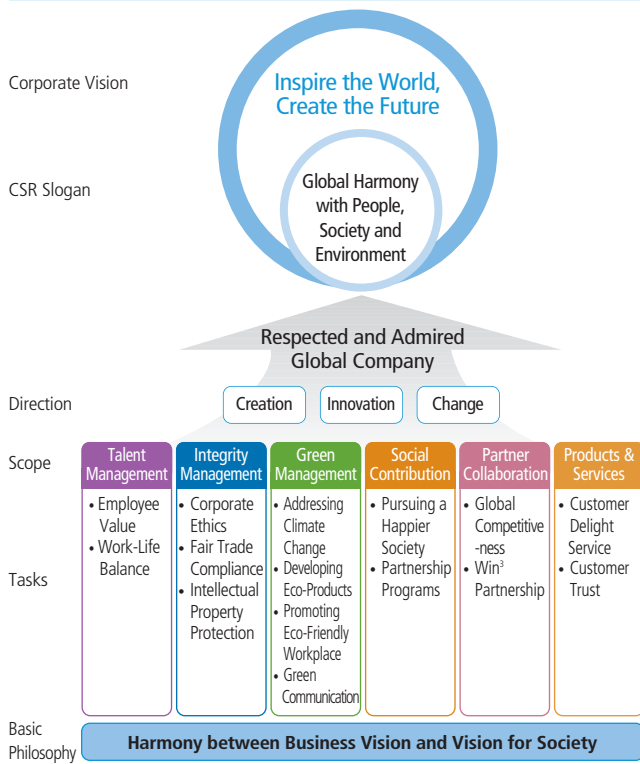 Corporate Vision
Inspire the World,
Create the Future
CSR Slogan
Global Harmony
with People,
Society and
Environment
Respected and Admired
Global Company
Direction
Creation
Innovation
Change
Scope
Talent
Management
Integrity
Management
Green
Management
Social
Contribution
Partner
Collaboration
Products &
Services
Tasks
• Employee
Value
• Work-Life
Balance
• Corporate
Ethics
• Fair Trade
Compliance
• Intellectual
Property
Protection
• Addressing
Climate
Change
• Developing
Eco-Products
• Promoting
Eco-Friendly
Workplace
• Green
Communication
• Pursuing a
Happier
Society
• Partnership
Programs
• Global
Competitive
-ness
• Win³
Partnership
• Customer
Delight
Service
• Customer
Trust
Basic
Philosophy
Harmony between Business Vision and Vision for Society